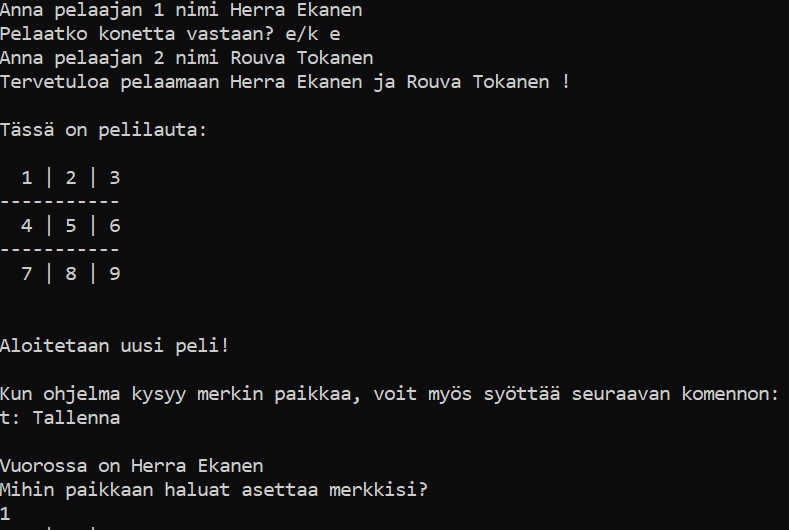 Anna pelaajan 1 nimi Herra Ekanen
Pelaatko konetta vastaan? e/k e
Anna pelaajan 2 nimi Rouva Tokanen
Tervetuloa pelaamaan Herra Ekanen ja Rouva Tokanen !
Tässä on pelilauta:
1 | 2 | 3
-----------
4 | 5 | 6
-----------
7 | 8 | 9
Aloitetaan uusi peli!
Kun ohjelma kysyy merkin paikkaa, voit myös syöttää seuraavan komennon:
t: Tallenna
Vuorossa on Herra Ekanen
Mihin paikkaan haluat asettaa merkkisi?
1